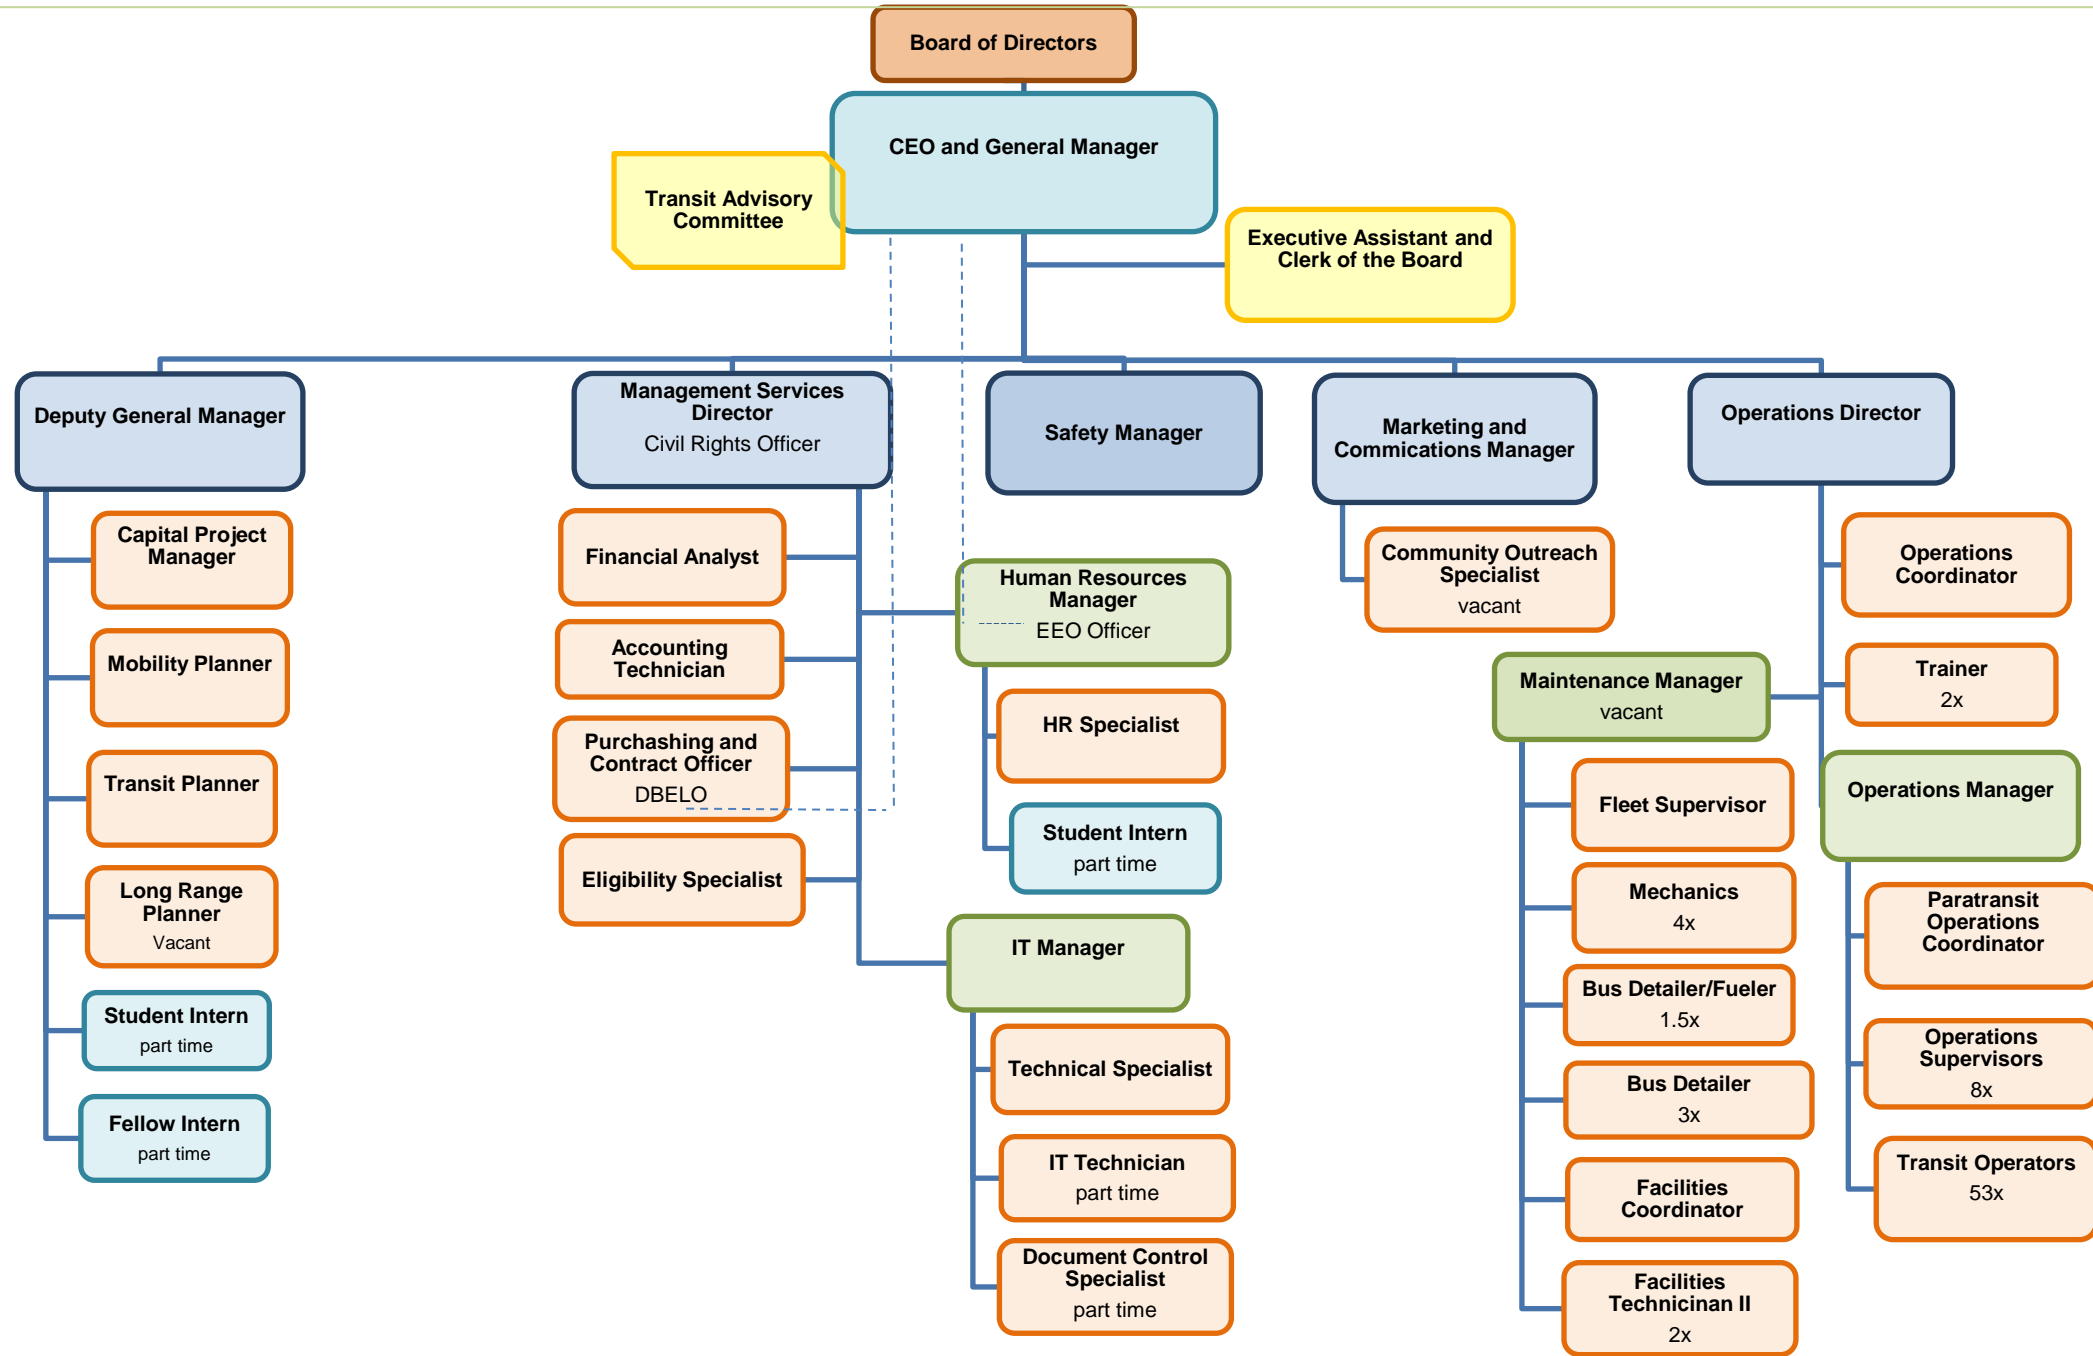 Board of Directors
CEO and General Manager
Transit Advisory
Committee
Executive Assistant and
Clerk of the Board
Deputy General Manager
Management Services
Director
Civil Rights Officer
Safety Manager
Marketing and
Commications Manager
Operations Director
Capital Project
Manager
Mobility Planner
Transit Planner
Long Range
Planner
Vacant
Student Intern
part time
Fellow Intern
part time
Financial Analyst
Accounting
Technician
Purchashing and
Contract Officer
DBELO
Eligibility Specialist
Human Resources
Manager
EEO Officer
HR Specialist
Student Intern
part time
IT Manager
Technical Specialist
IT Technician
part time
Document Control
Specialist
part time
Community Outreach
Specialist
vacant
Operations
Coordinator
Trainer
2x
Maintenance Manager
vacant
Fleet Supervisor
Mechanics
4x
Bus Detailer/Fueler
1.5x
Bus Detailer
3x
Facilities
Coordinator
Facilities
Technicinan II
2x
Operations Manager
Paratransit
Operations
Coordinator
Operations
Supervisors
8x
Transit Operators
53x